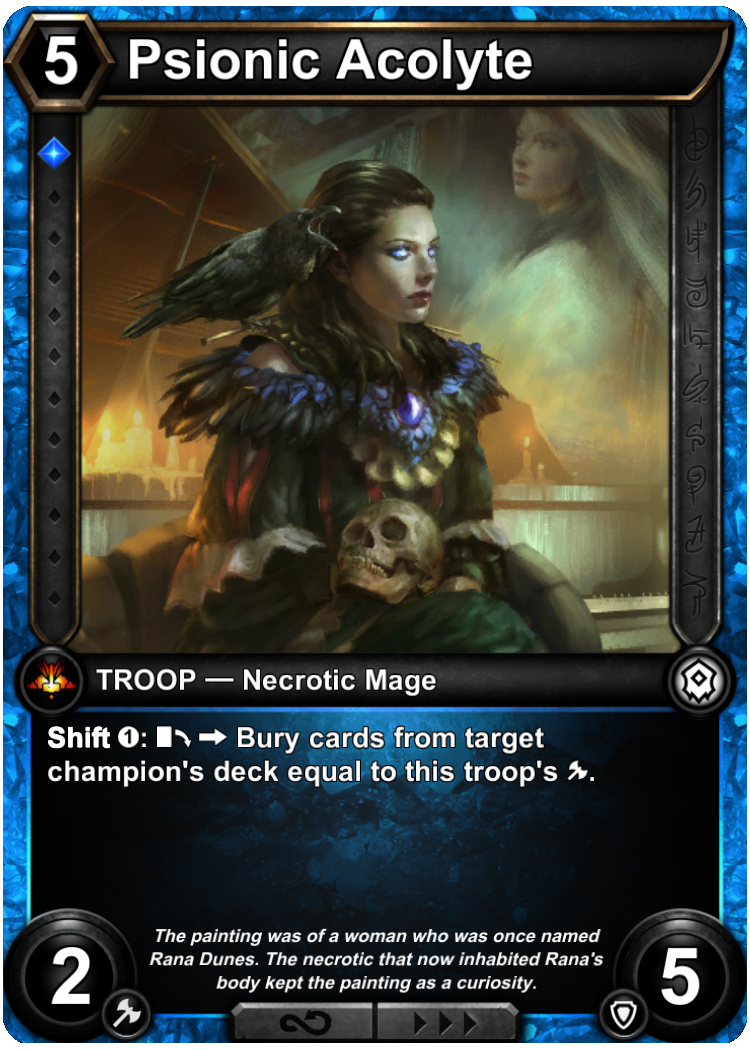 5 Psionic Acolyte
TROOP — Necrotic Mage
Shift 1: ➡ Bury cards from target
champion's deck equal to this troop's .
The painting was of a woman who was once named
Rana Dunes. The necrotic that now inhabited Rana's
body kept the painting as a curiosity.
2
5